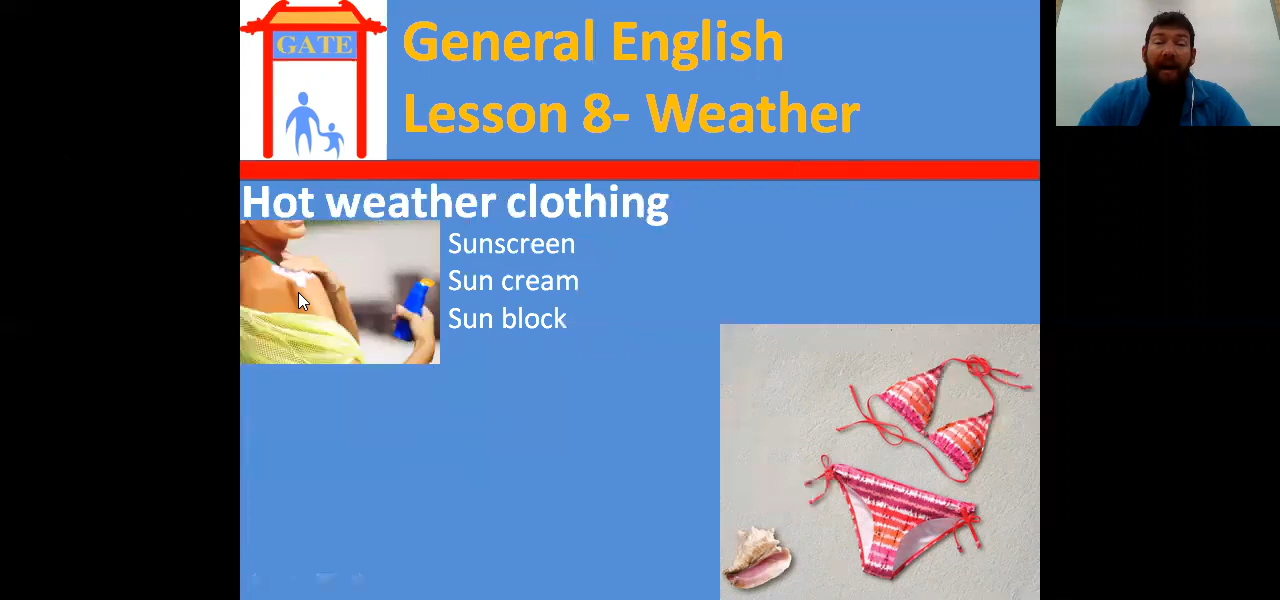 GATE
General English
Lesson 8- Weather
Hot weather clothing
Sunscreen
Sun cream
Sun block